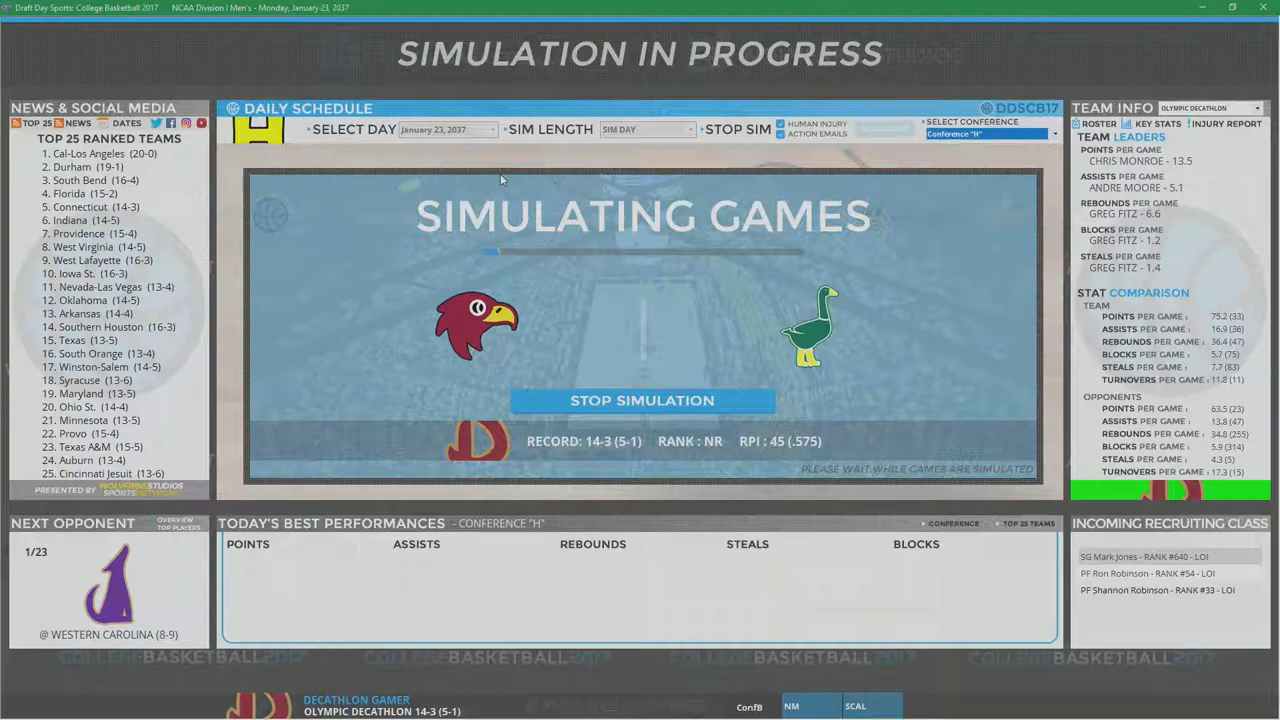 Draft Day Sports: College Basketball 2017 NCAA Division I Men's - Monday, January 23, 2037
SIMULATION IN PROGRESS
NEWS & SOCIAL MEDIA
TOP 25 NEWS DATES
TOP 25 RANKED TEAMS
1. Cal-Los Angeles (20-0)
2. Durham (19-1)
3. South Bend (16-4)
4. Florida (15-2)
5. Connecticut (14-3)
6. Indiana (14-5)
7. Providence (15-4)
8. West Virginia (14-5)
9. West Lafayette (16-3)
10. Iowa St. (16-3)
11. Nevada-Las Vegas (13-4)
12. Oklahoma (14-5)
13. Arkansas (14-4)
14. Southern Houston (16-3)
15. Texas (13-5)
16. South Orange (13-4)
17. Winston-Salem (14-5)
18. Syracuse (13-6)
19. Maryland (13-5)
20. Ohio St. (14-4)
21. Minnesota (13-5)
22. Provo (15-4)
23. Texas A&M (15-5)
24. Auburn (13-4)
25. Cincinnati Jesuit (13-6)
PRESENTED BY WOLVERINE STUDIOS SPORTS NETWORK
DAILY SCHEDULE DDSCB17
SELECT DAY January 23, 2037 SIM LENGTH SIM DAY STOP SIM
HUMAN INJURY
ACTION EMAILS
SELECT CONFERENCE
Conference "H"
SIMULATING GAMES
STOP SIMULATION
RECORD: 14-3 (5-1) RANK : NR RPI : 45 (.575)
PLEASE WAIT WHILE GAMES ARE SIMULATED
TEAM INFO OLYMPIC DECATHLON
ROSTER KEY STATS INJURY REPORT
TEAM LEADERS
POINTS PER GAME
CHRIS MONROE - 13.5
ASSISTS PER GAME
ANDRE MOORE - 5.1
REBOUNDS PER GAME
GREG FITZ - 6.6
BLOCKS PER GAME
GREG FITZ - 1.2
STEALS PER GAME
GREG FITZ - 1.4
STAT COMPARISON
TEAM
POINTS PER GAME : 75.2 (33)
ASSISTS PER GAME : 16.9 (36)
REBOUNDS PER GAME : 36.4 (47)
BLOCKS PER GAME : 5.7 (75)
STEALS PER GAME : 7.7 (83)
TURNOVERS PER GAME : 11.8 (11)
OPPONENTS
POINTS PER GAME : 63.5 (23)
ASSISTS PER GAME : 13.8 (47)
REBOUNDS PER GAME : 34.8 (255)
BLOCKS PER GAME : 5.9 (314)
STEALS PER GAME : 4.3 (5)
TURNOVERS PER GAME : 17.3 (15)
NEXT OPPONENT
OVERVIEW
TOP PLAYERS
1/23
@ WESTERN CAROLINA (8-9)
TODAY'S BEST PERFORMANCES - CONFERENCE "H" CONFERENCE TOP 25 TEAMS
POINTS ASSISTS REBOUNDS STEALS BLOCKS
INCOMING RECRUITING CLASS
SG Mark Jones - RANK #640 - LOI
PF Ron Robinson - RANK #54 - LOI
PF Shannon Robinson - RANK #33 - LOI
COLLEGEBASKETBALL2017 COLLEGEBASKETBALL2017 COLLEGEBASKETBALL2017 COLLEGEBASKETBALL2017
DECATHLON GAMER
OLYMPIC DECATHLON 14-3 (5-1)
ConfB NM SCAL